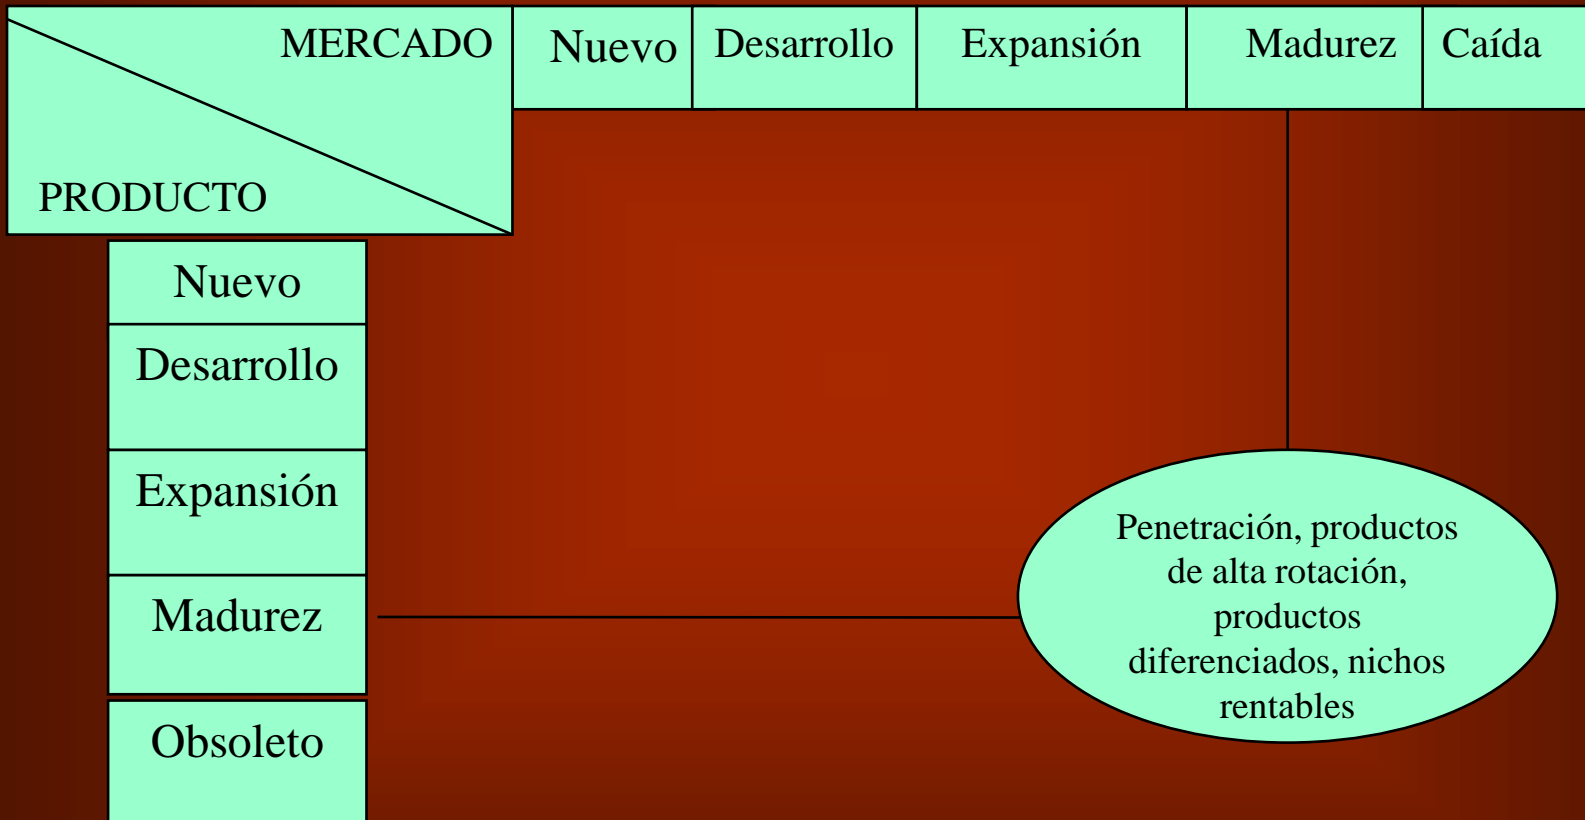 MERCADO
Nuevo
Desarrollo
Expansión
Madurez
Caída
PRODUCTO
Nuevo
Desarrollo
Expansión
Madurez
Obsoleto
Penetración, productos
de alta rotación,
productos
diferenciados, nichos
rentables